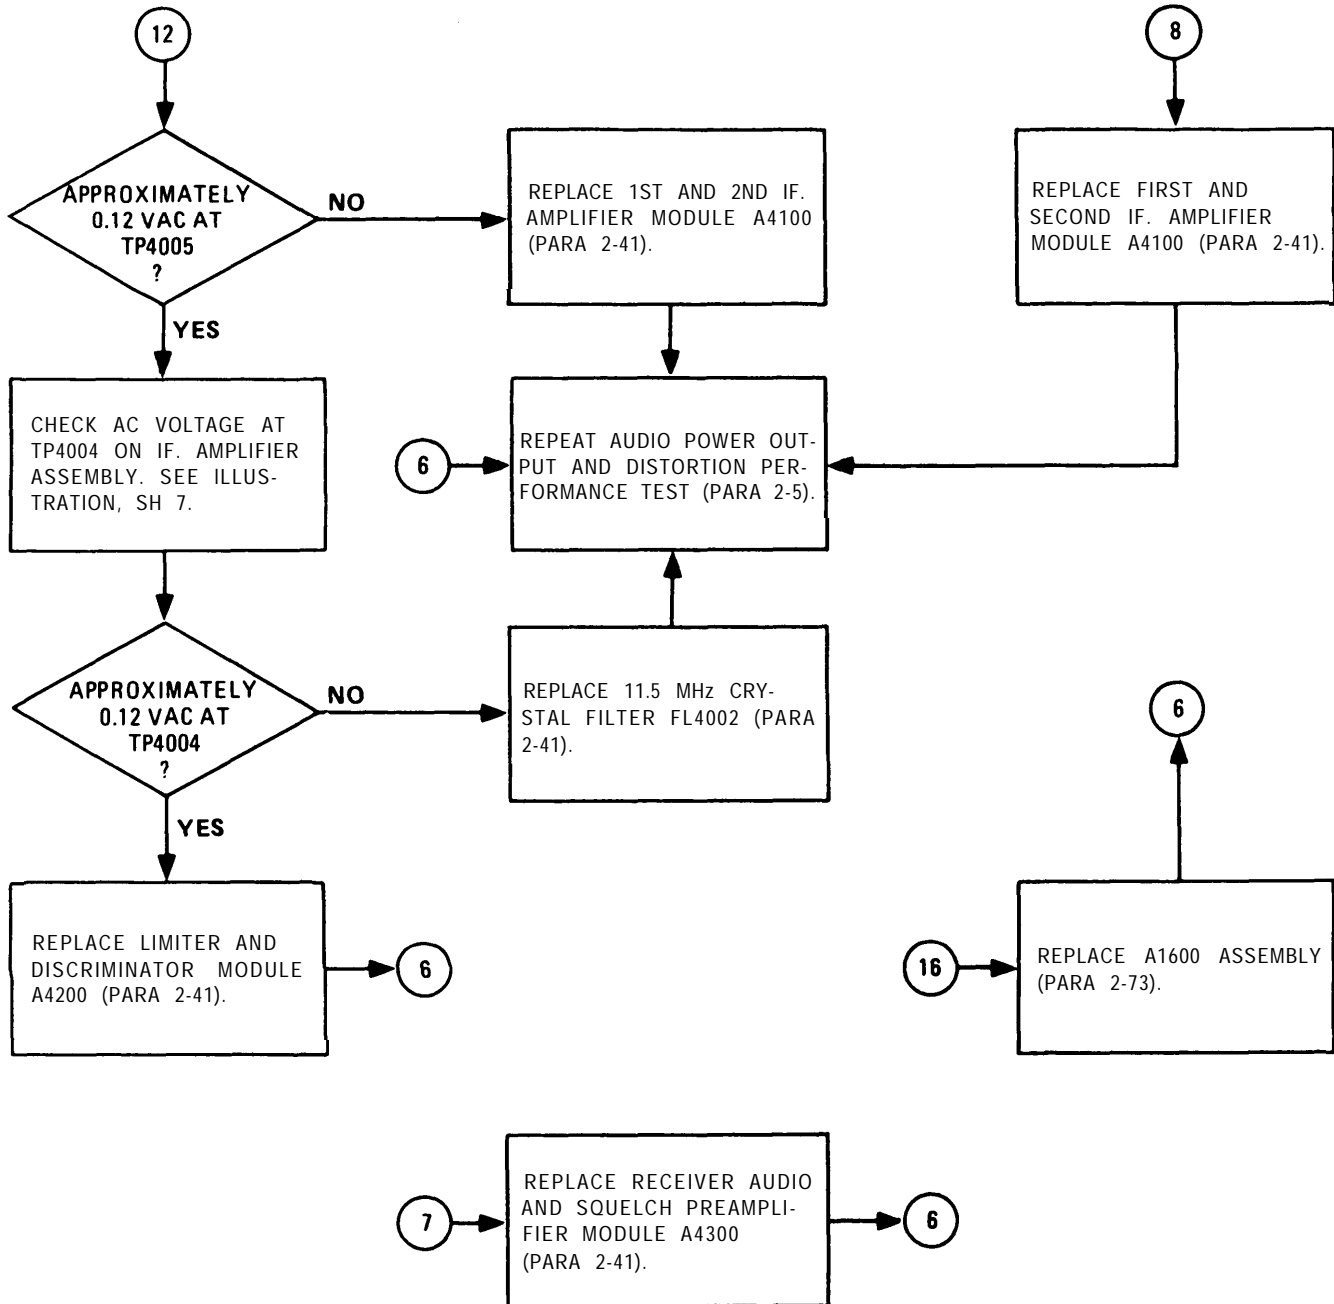 12
APPROXIMATELY
0.12 VAC AT
TP4005
?
NO
YES
REPLACE 1ST AND 2ND IF.
AMPLIFIER MODULE A4100
(PARA 2-41).
8
REPLACE FIRST AND
SECOND IF. AMPLIFIER
MODULE A4100 (PARA 2-41).
CHECK AC VOLTAGE AT
TP4004 ON IF. AMPLIFIER
ASSEMBLY. SEE ILLUS-
TRATION, SH 7.
6
REPEAT AUDIO POWER OUT-
PUT AND DISTORTION PER-
FORMANCE TEST (PARA 2-5).
APPROXIMATELY
0.12 VAC AT
TP4004
?
NO
YES
REPLACE 11.5 MHz CRY-
STAL FILTER FL4002 (PARA
2-41).
6
REPLACE LIMITER AND
DISCRIMINATOR MODULE
A4200 (PARA 2-41).
6
16
REPLACE A1600 ASSEMBLY
(PARA 2-73).
7
REPLACE RECEIVER AUDIO
AND SQUELCH PREAMPLI-
FIER MODULE A4300
(PARA 2-41).
6